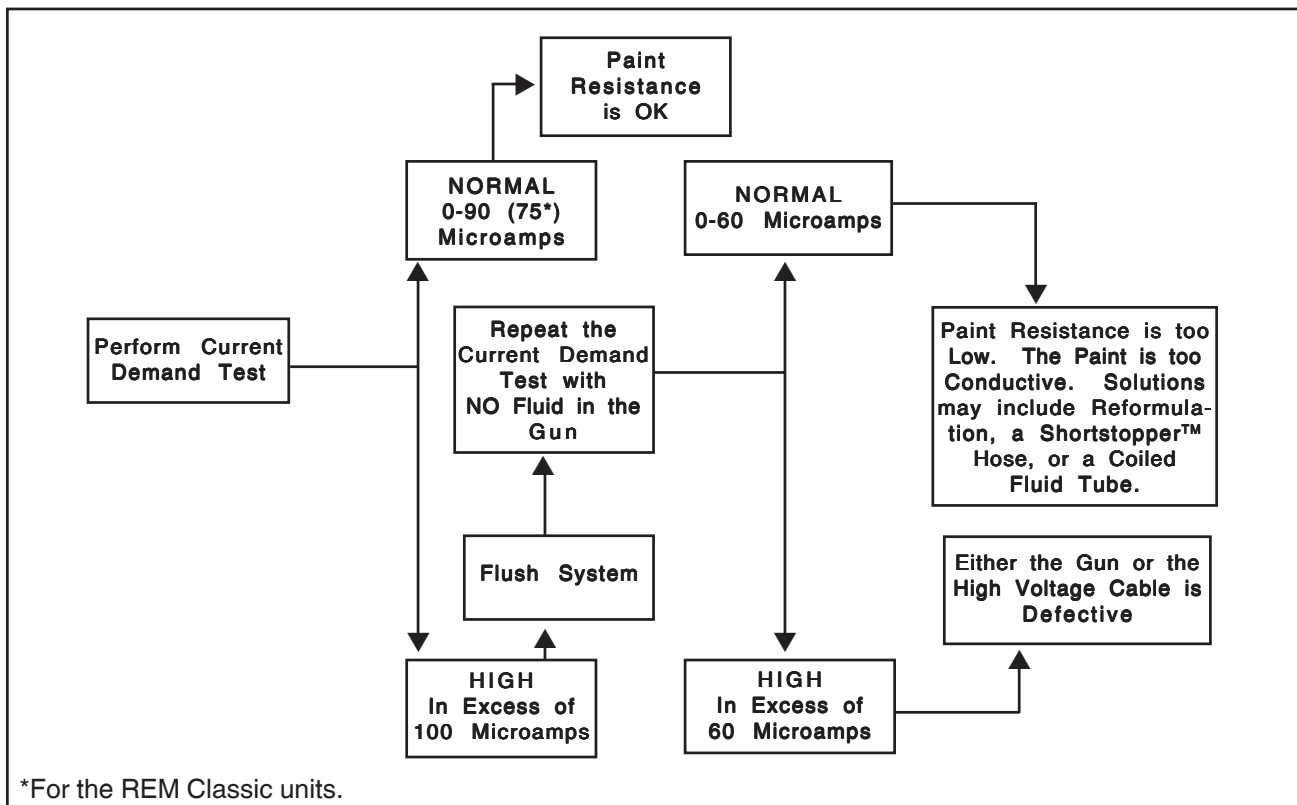 Paint
Resistance
is OK
NORMAL
0-90 (75*)
Microamps
NORMAL
0-60 Microamps
Perform Current
Demand Test
Repeat the
Current Demand
Test with
NO Fluid in the
Gun
Paint Resistance is too
Low. The Paint is too
Conductive. Solutions
may include Reformula-
tion, a Shortstopper™
Hose, or a Coiled
Fluid Tube.
Flush System
Either the Gun or the
High Voltage Cable is
Defective
HIGH
In Excess of
100 Microamps
HIGH
In Excess of
60 Microamps
*For the REM Classic units.